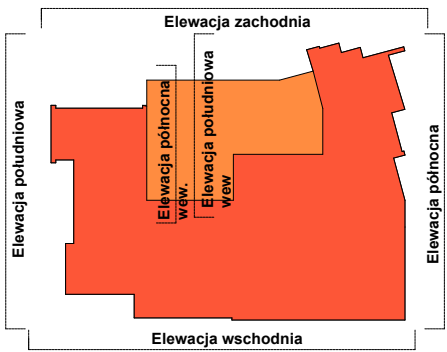 Elewacja zachodnia
Elewacja południowa
Elewacja północna
wew.
Elewacja południowa
wew
Elewacja północna
Elewacja wschodnia